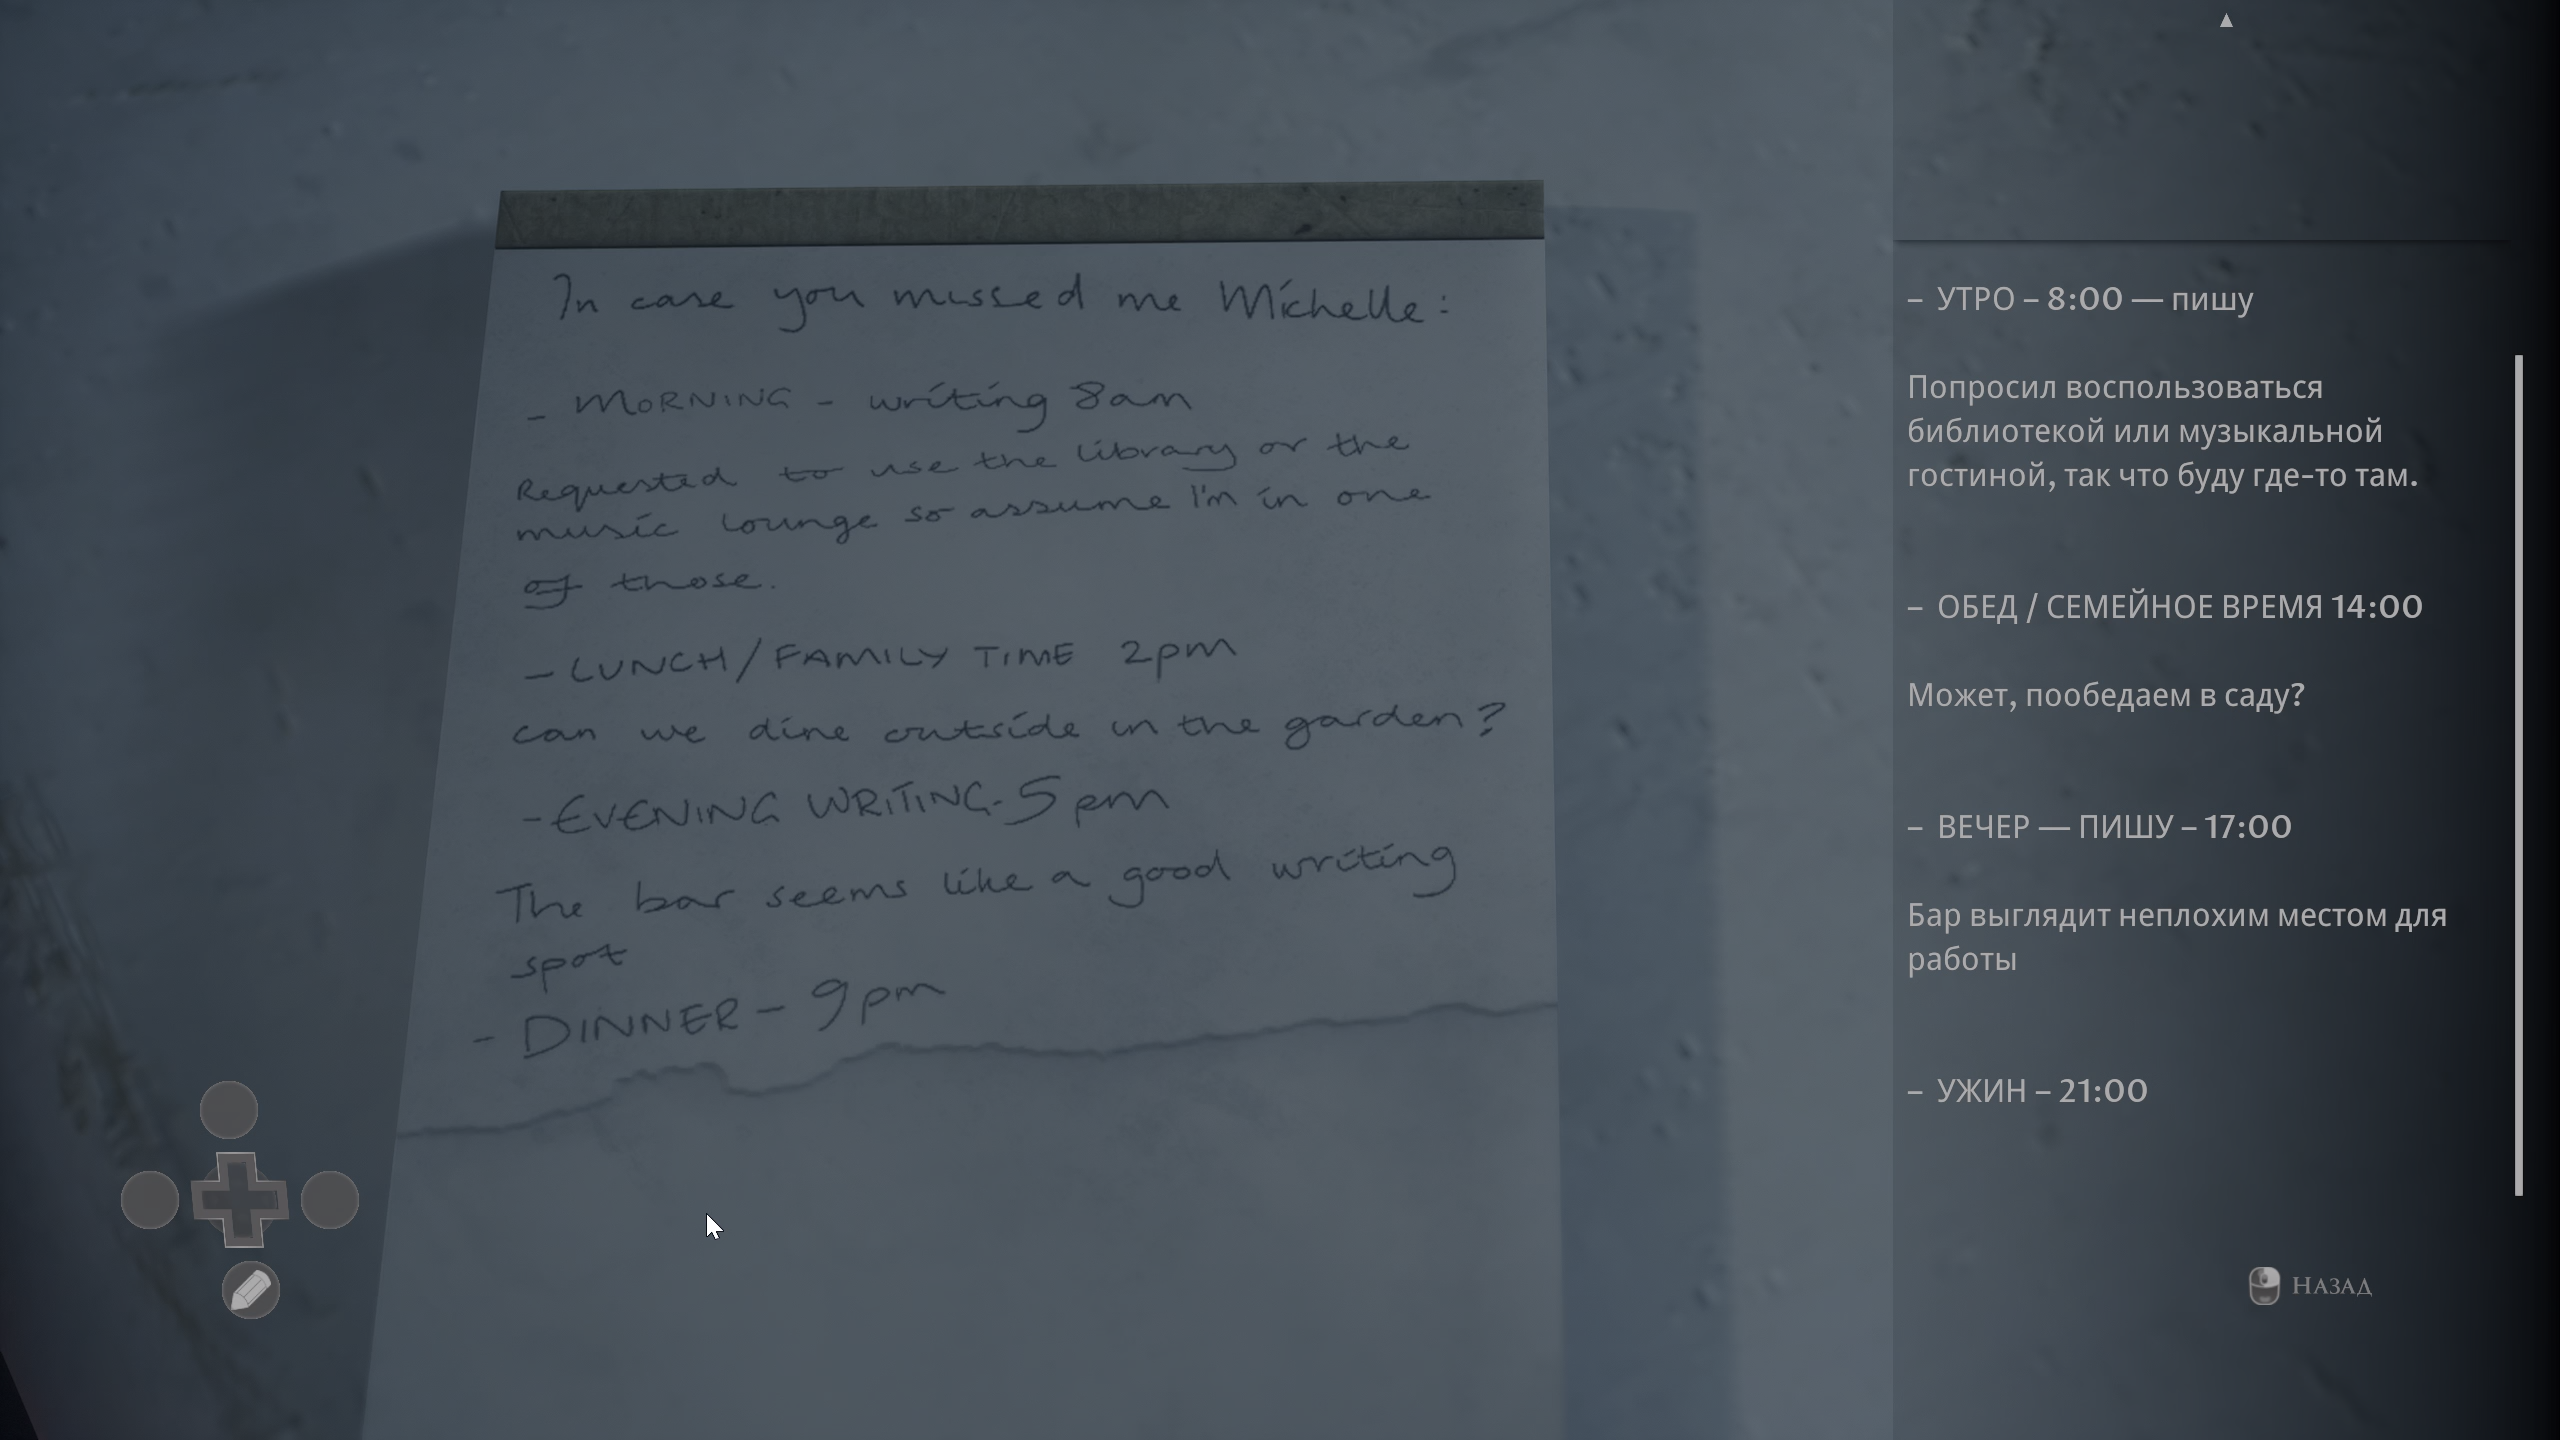 In case you missed me Michelle:
- MORNING - writing 8am
Requested to use the library or the
music lounge so assume I'm in one
of those.
- LUNCH/FAMILY TIME 2pm
can we dine outside in the garden?
- EVENING WRITING - 5pm
The bar seems like a good writing
spot
- DINNER - 9pm
– УТРО – 8:00 — пишу
Попросил воспользоваться
библиотекой или музыкальной
гостиной, так что буду где-то там.
– ОБЕД / СЕМЕЙНОЕ ВРЕМЯ 14:00
Может, пообедаем в саду?
– ВЕЧЕР — ПИШУ – 17:00
Бар выглядит неплохим местом для
работы
– УЖИН – 21:00
НАЗАД